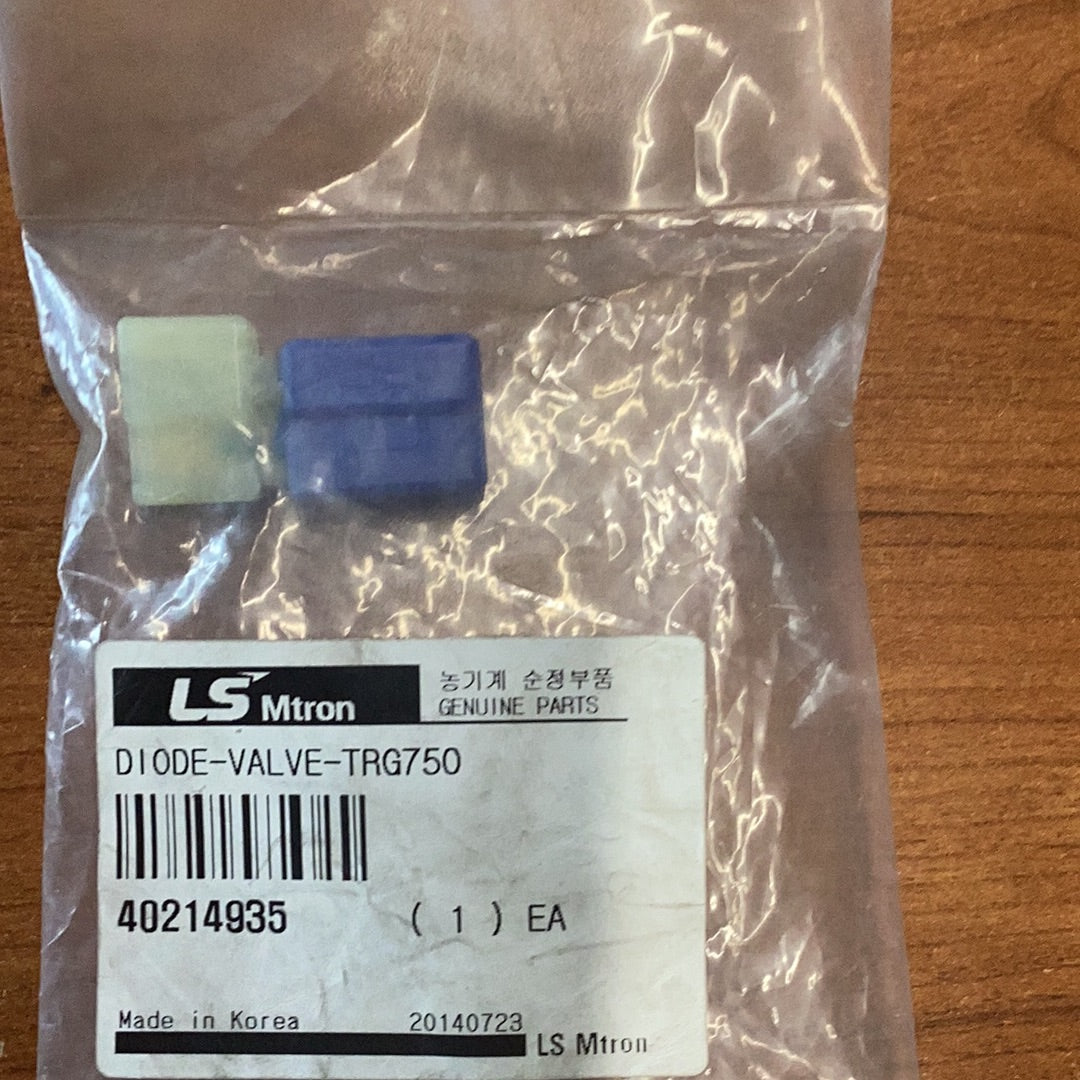 LS Mtron
농기계 순정부품
GENUINE PARTS
DIODE-VALVE-TRG750
40214935 ( 1 ) EA
Made in Korea 20140723
LS Mtron